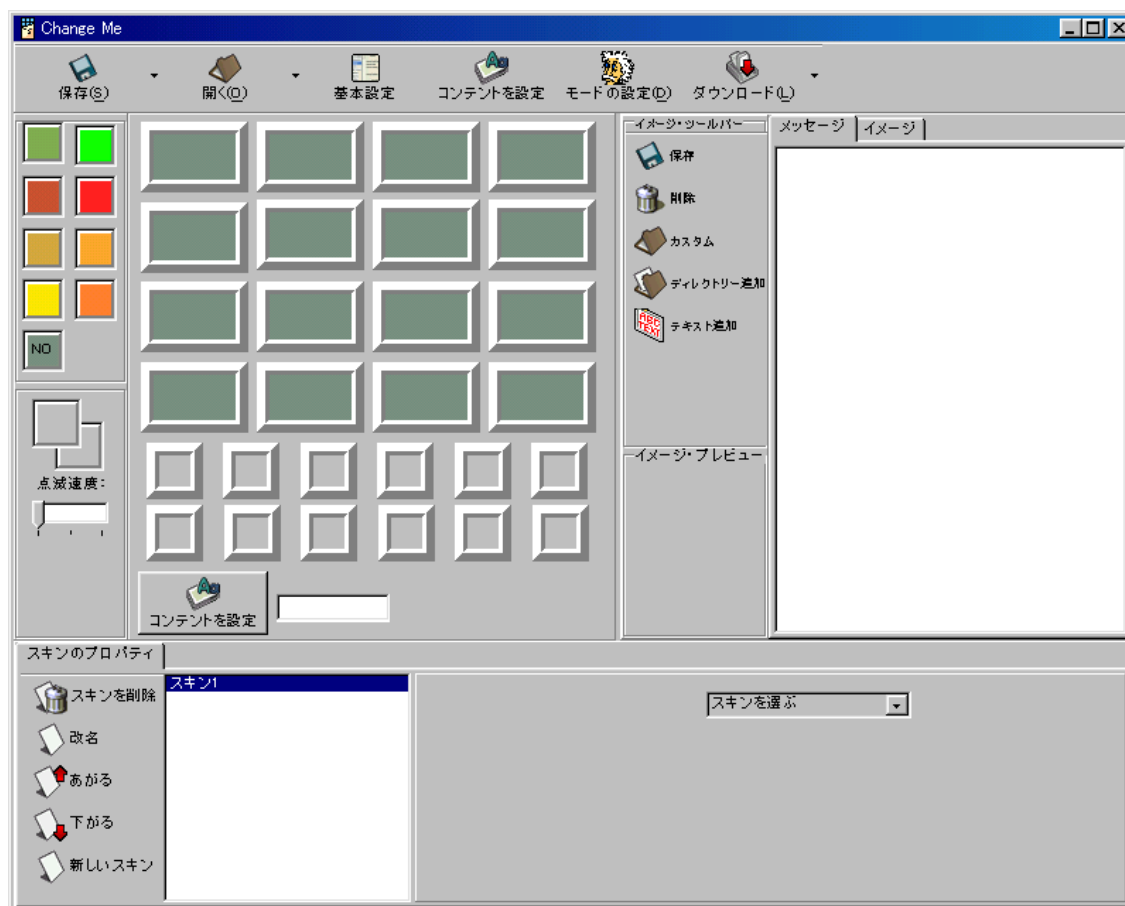 Change Me
保存(S)
開く(O)
基本設定
コンテントを設定
モードの設定(D)
ダウンロード(L)
NO
点滅速度:
コンテントを設定
イメージ・ツールバー
保存
削除
カスタム
ディレクトリー追加
ABC
TEXT
テキスト追加
イメージ・プレビュー
メッセージ
イメージ
スキンのプロパティ
スキンを削除
改名
あがる
下がる
新しいスキン
スキン1
スキンを選ぶ